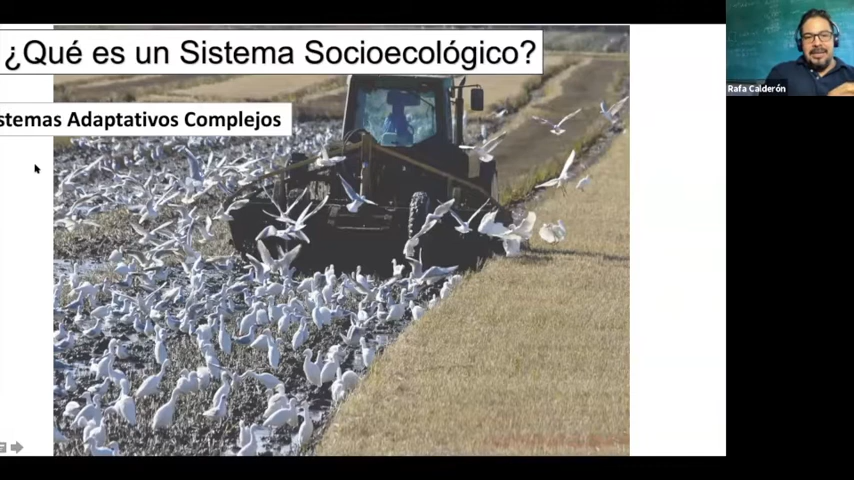 ¿Qué es un Sistema Socioecológico?
stemas Adaptativos Complejos
Rafa Calderón